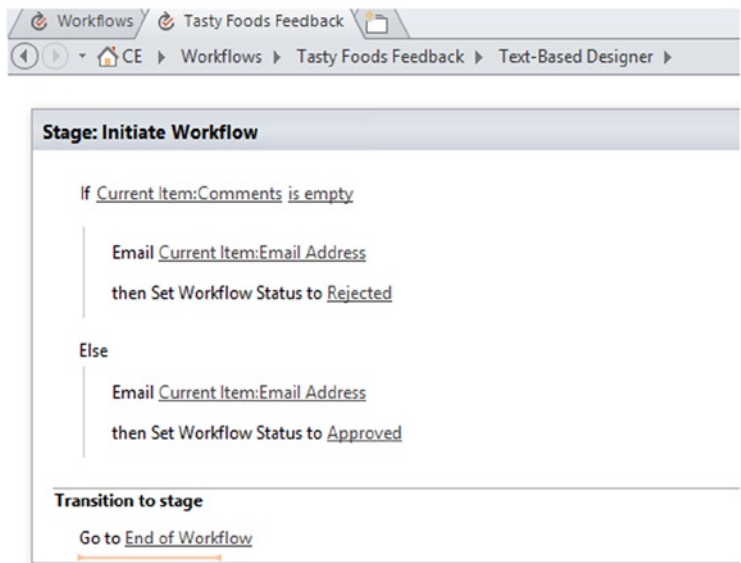 Workflows Tasty Foods Feedback
CE Workflows Tasty Foods Feedback Text-Based Designer
Stage: Initiate Workflow
If Current Item:Comments is empty
Email Current Item:Email Address
then Set Workflow Status to Rejected
Else
Email Current Item:Email Address
then Set Workflow Status to Approved
Transition to stage
Go to End of Workflow